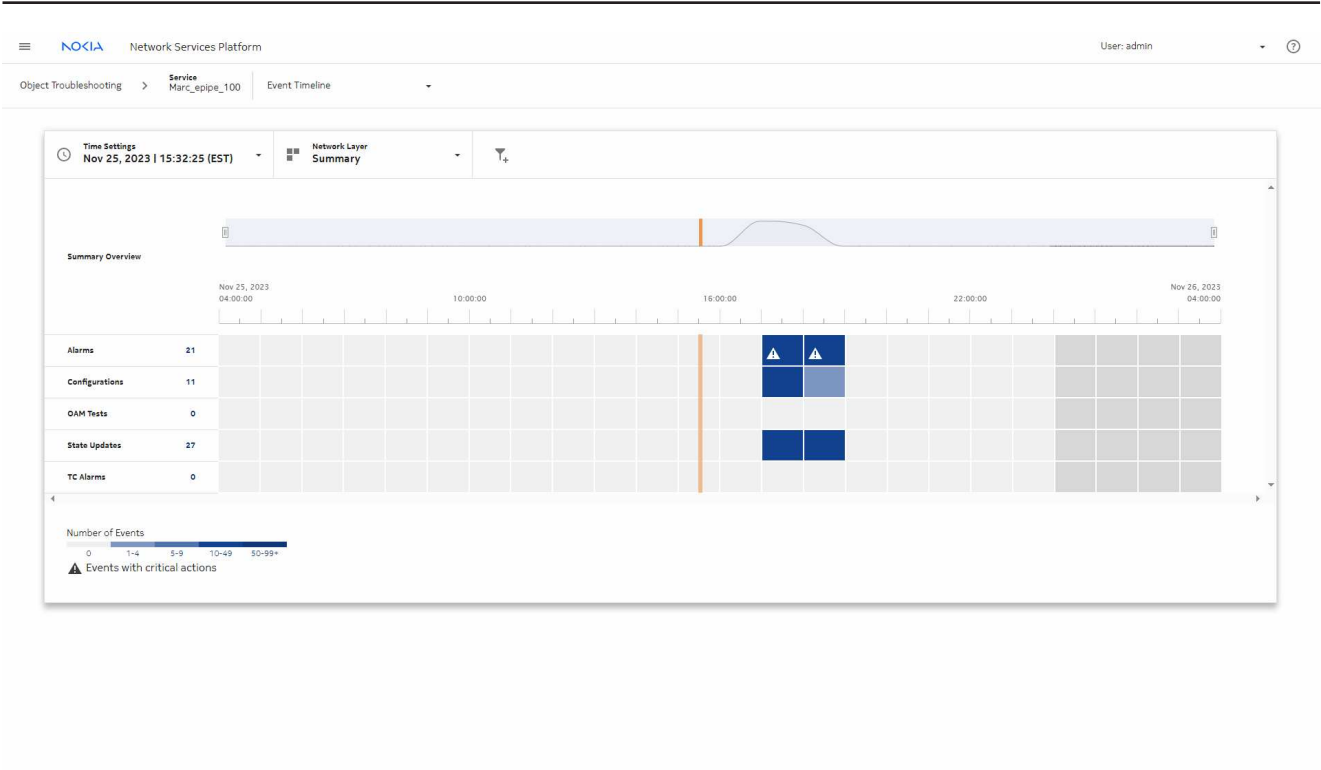 NOKIA Network Services Platform User: admin
Object Troubleshooting > Service Marc_epipe_100 Event Timeline
Time Settings
Nov 25, 2023 | 15:32:25 (EST)
Network Layer
Summary
Summary Overview
Nov 25, 2023 Nov 26, 2023
04:00:00 10:00:00 16:00:00 22:00:00 04:00:00
Alarms 21
Configurations 11
OAM Tests 0
State Updates 27
TC Alarms 0
Number of Events
0 1-4 5-9 10-49 50-99+
Events with critical actions